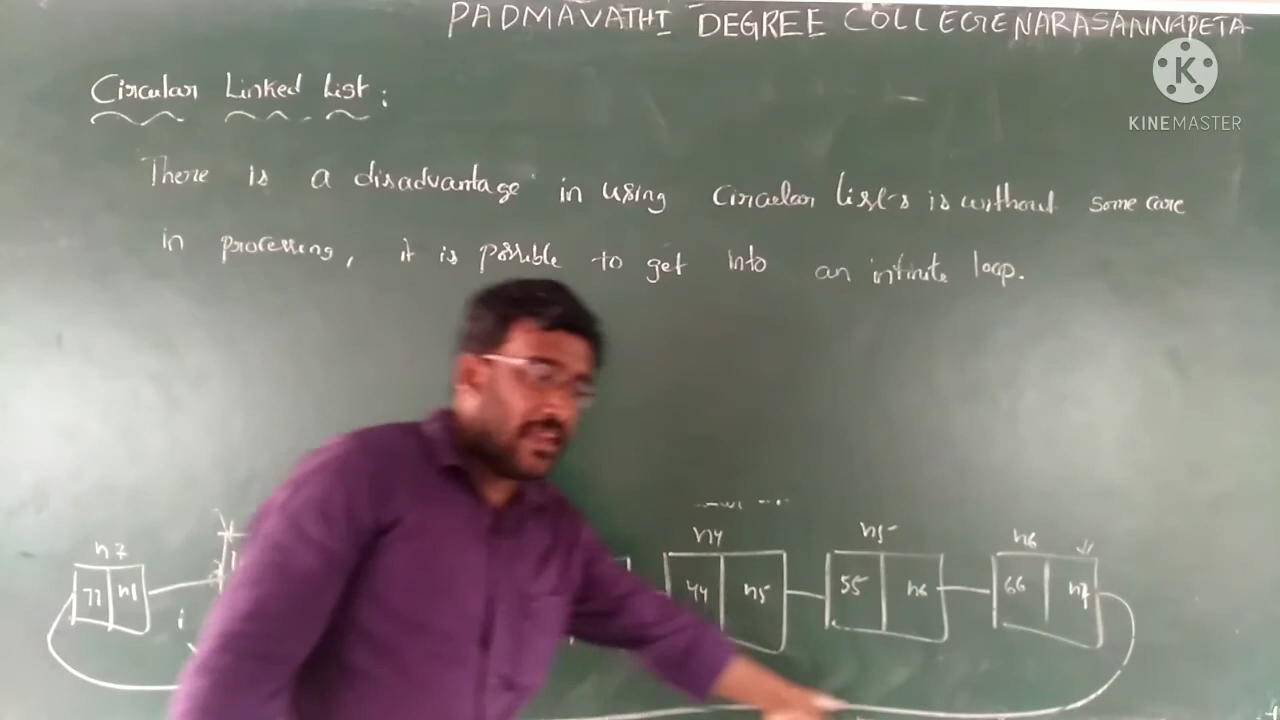 PADMAVATHI DEGREE COLLEGE NARASANNAPETA
K
KINEMASTER
Circular Linked List :
There is a disadvantage in using circular lists is without some care
in processing, it is possible to get into an infinite loop.
n7 n4 n5 n6
77 n1 44 n5 55 n6 66 n7